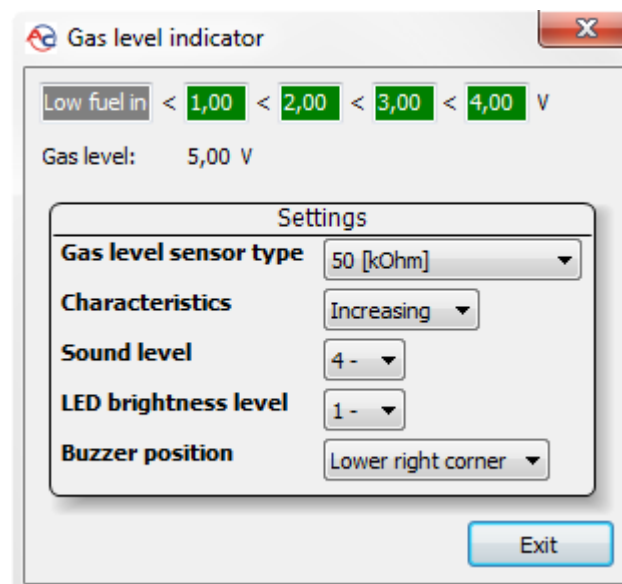 Gas level indicator
Low fuel in < 1,00 < 2,00 < 3,00 < 4,00 V
Gas level: 5,00 V
Settings
Gas level sensor type 50 [kOhm]
Characteristics Increasing
Sound level 4 -
LED brightness level 1 -
Buzzer position Lower right corner
Exit